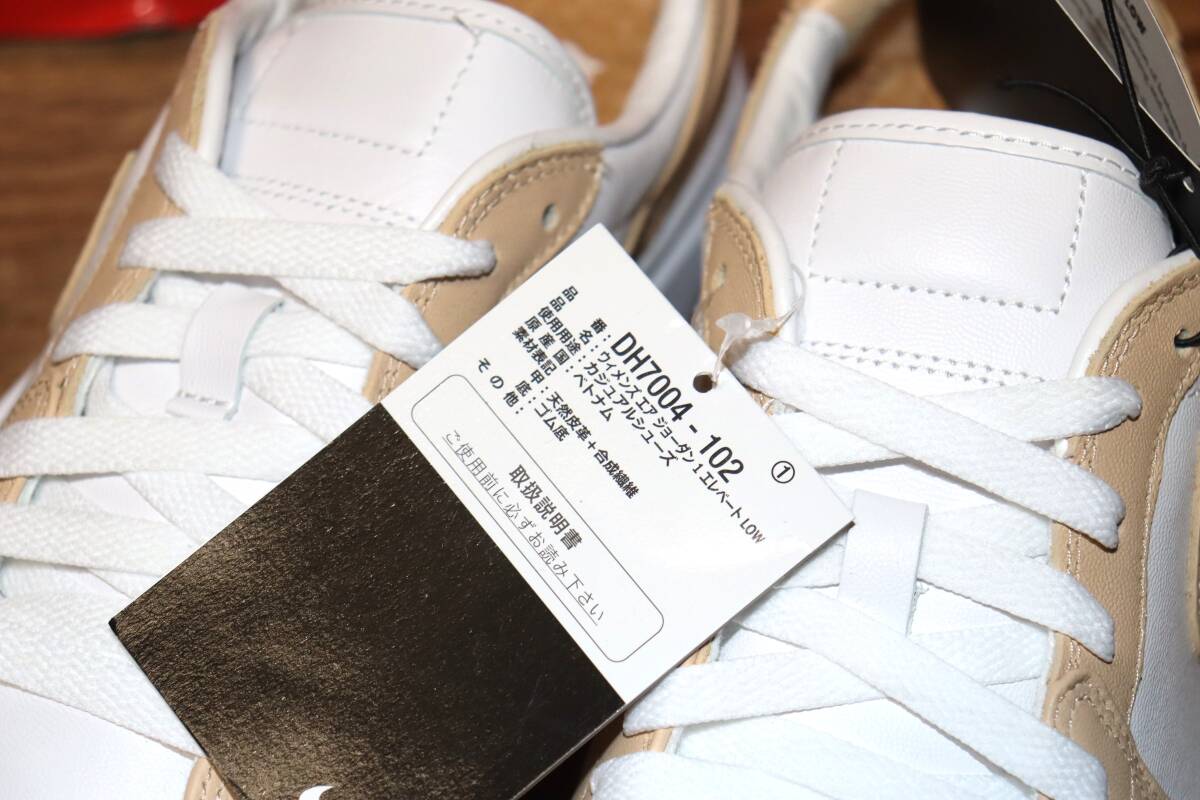 品番：DH7004-102 ①
品名：ウィメンズ エア ジョーダン 1 エレベート LOW
使用用途：カジュアルシューズ
原産国：ベトナム
素材表記 甲：天然皮革＋合成繊維
底：ゴム底
その他：
取扱説明書
ご使用前に必ずお読み下さい
LOW